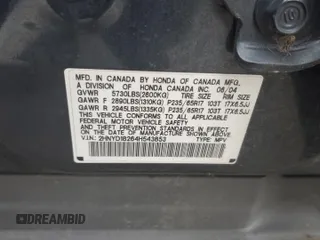 MFD. IN CANADA BY HONDA OF CANADA MFG.
A DIVISION OF HONDA CANADA INC. 06/04
GVWR 5730LBS(2600KG) TIRE SIZE RIM SIZE
GAWR F 2890LBS(1310KG) P235/65R17 103T 17X6.5JJ
GAWR R 2945LBS(1335KG) P235/65R17 103T 17X6.5JJ
THIS VEHICLE CONFORMS TO ALL APPLICABLE FEDERAL
MOTOR VEHICLE SAFETY AND THEFT PREVENTION
STANDARDS IN EFFECT ON THE DATE OF MANUFACTURE SHOWN ABOVE.
V.I.N: 2HNYD18264H543653 TYPE: MPV